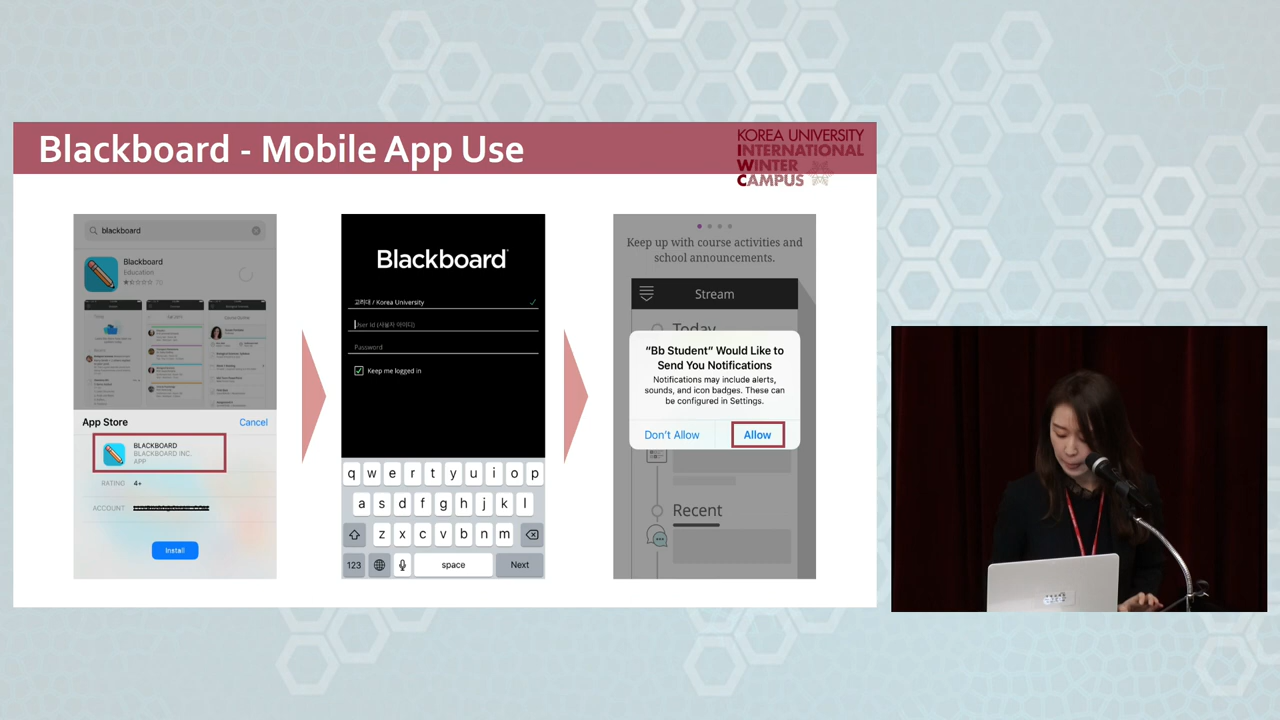 Blackboard - Mobile App Use
KOREA UNIVERSITY
INTERNATIONAL
WINTER
CAMPUS
blackboard
Blackboard
Education
App Store
Cancel
BLACKBOARD
BLACKBOARD INC.
APP
RATING 4+
ACCOUNT
Install
Blackboard
고려대 / Korea University
User Id (사용자 아이디)
Password
Keep me logged in
q w e r t y u i o p
a s d f g h j k l
z x c v b n m
123 space Next
Keep up with course activities and
school announcements.
Stream
Today
“Bb Student” Would Like to
Send You Notifications
Notifications may include alerts,
sounds, and icon badges. These can
be configured in Settings.
Don’t Allow Allow
Recent